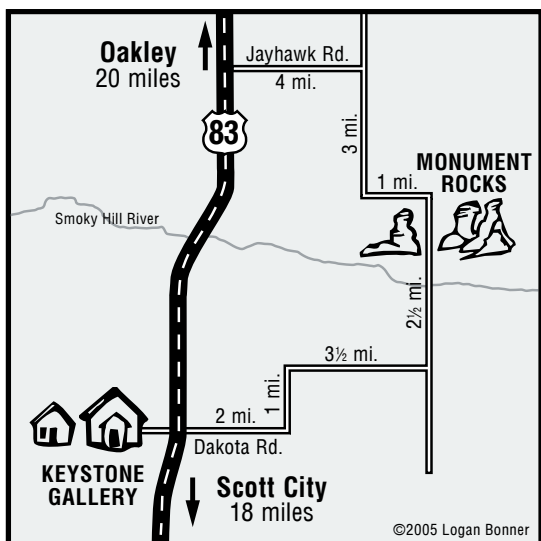 Oakley
20 miles
Jayhawk Rd.
4 mi.
83
3 mi.
1 mi.
MONUMENT
ROCKS
Smoky Hill River
2½ mi.
3½ mi.
1 mi.
2 mi.
Dakota Rd.
KEYSTONE
GALLERY
Scott City
18 miles
©2005 Logan Bonner